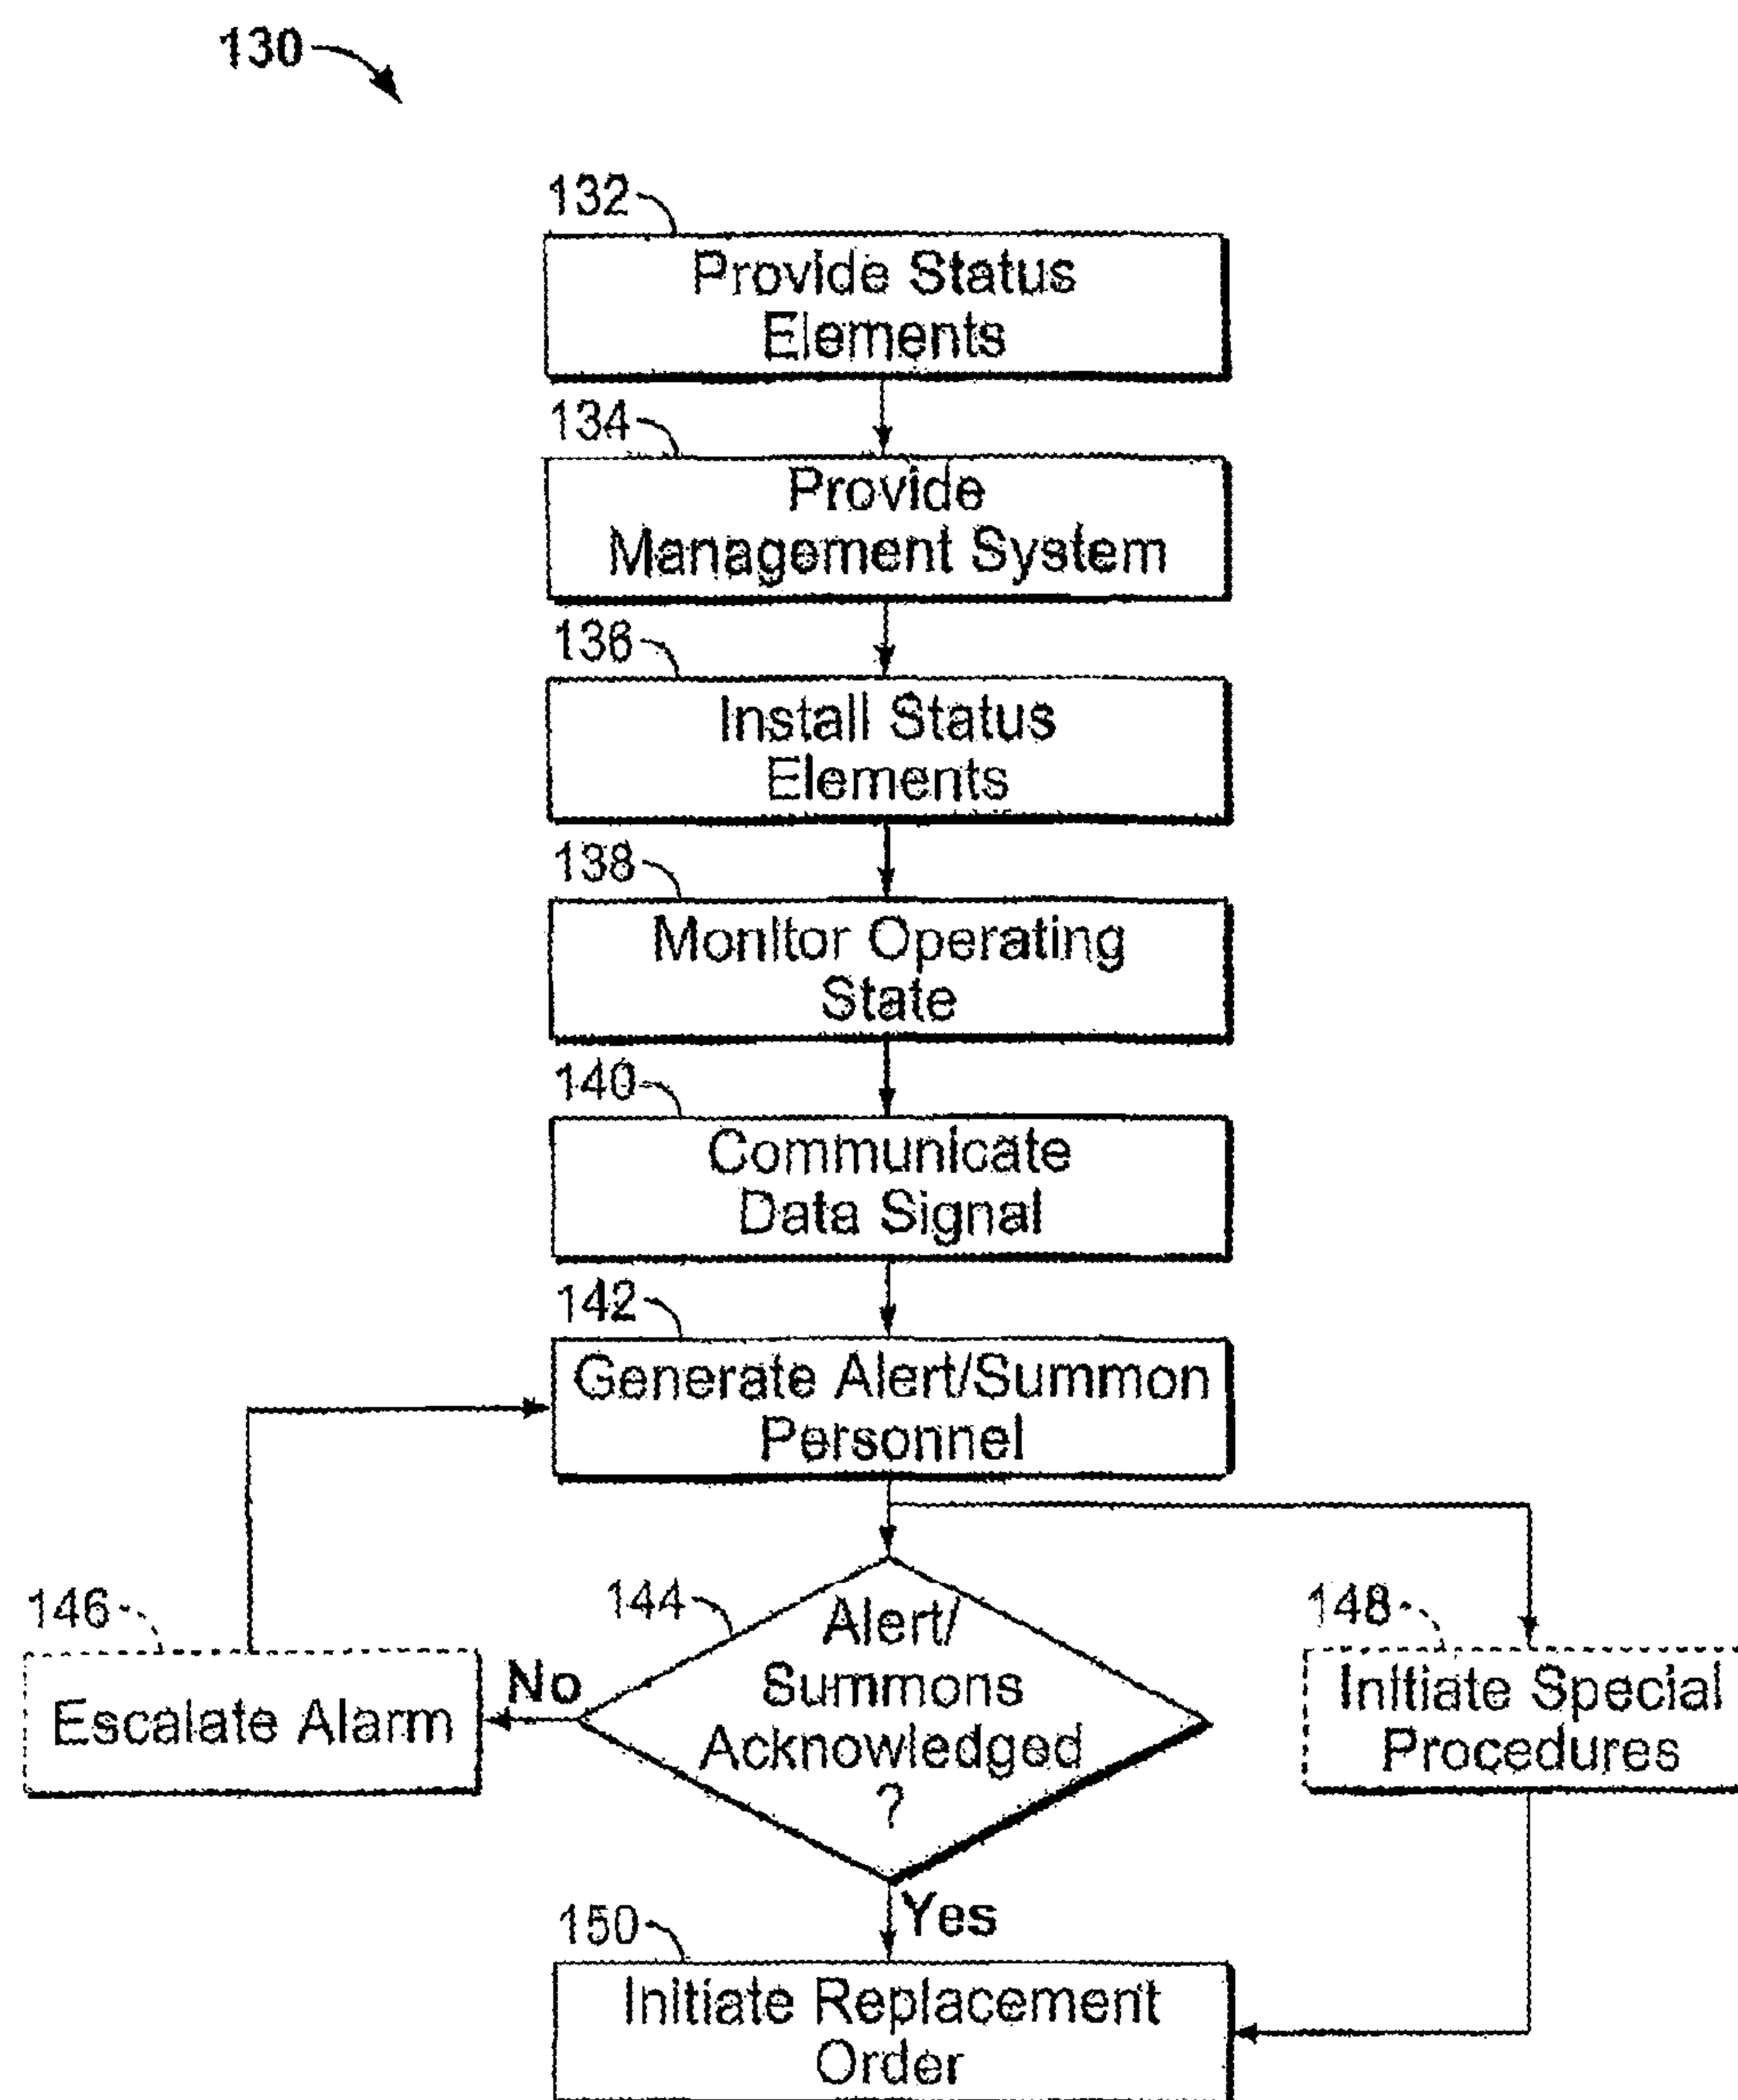 130
132
Provide Status
Elements
134
Provide
Management System
136
Install Status
Elements
138
Monitor Operating
State
140
Communicate
Data Signal
142
Generate Alert/Summon
Personnel
146
Escalate Alarm
No
144
Alert/
Summons
Acknowledged
?
148
Initiate Special
Procedures
Yes
150
Initiate Replacement
Order